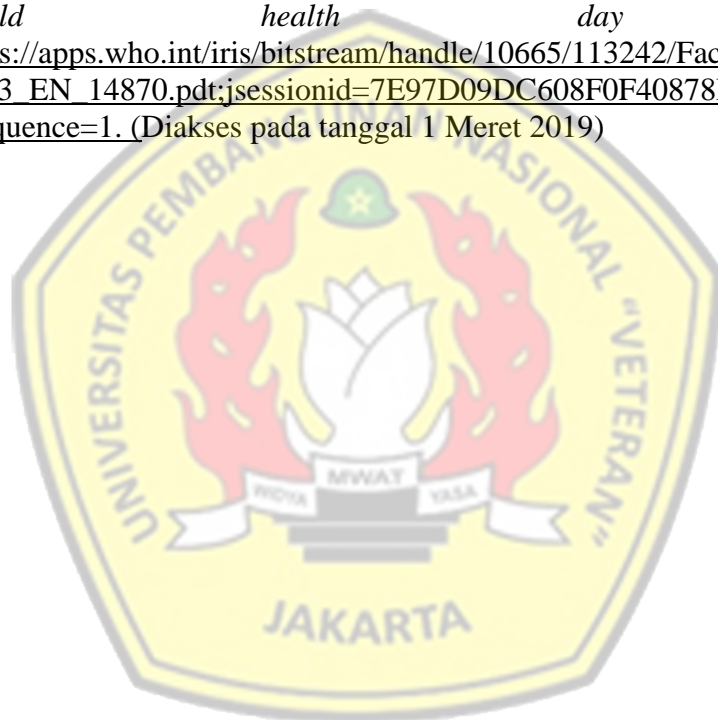 ld health day
s://apps.who.int/iris/bitstream/handle/10665/113242/Fac
3_EN_14870.pdt;jsessionid=7E97D09DC608F0F40878
quence=1. (Diakses pada tanggal 1 Meret 2019)
UNIVERSITAS PEMBANGUNAN NASIONAL "VETERAN"
WIDYA MWAT YASA
JAKARTA